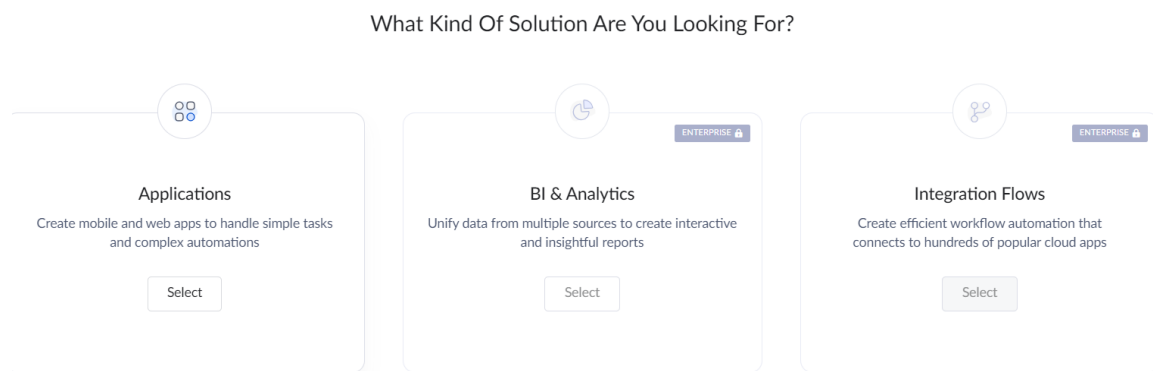 What Kind Of Solution Are You Looking For?
ENTERPRISE
ENTERPRISE
Applications
Create mobile and web apps to handle simple tasks
and complex automations
Select
BI & Analytics
Unify data from multiple sources to create interactive
and insightful reports
Select
Integration Flows
Create efficient workflow automation that
connects to hundreds of popular cloud apps
Select